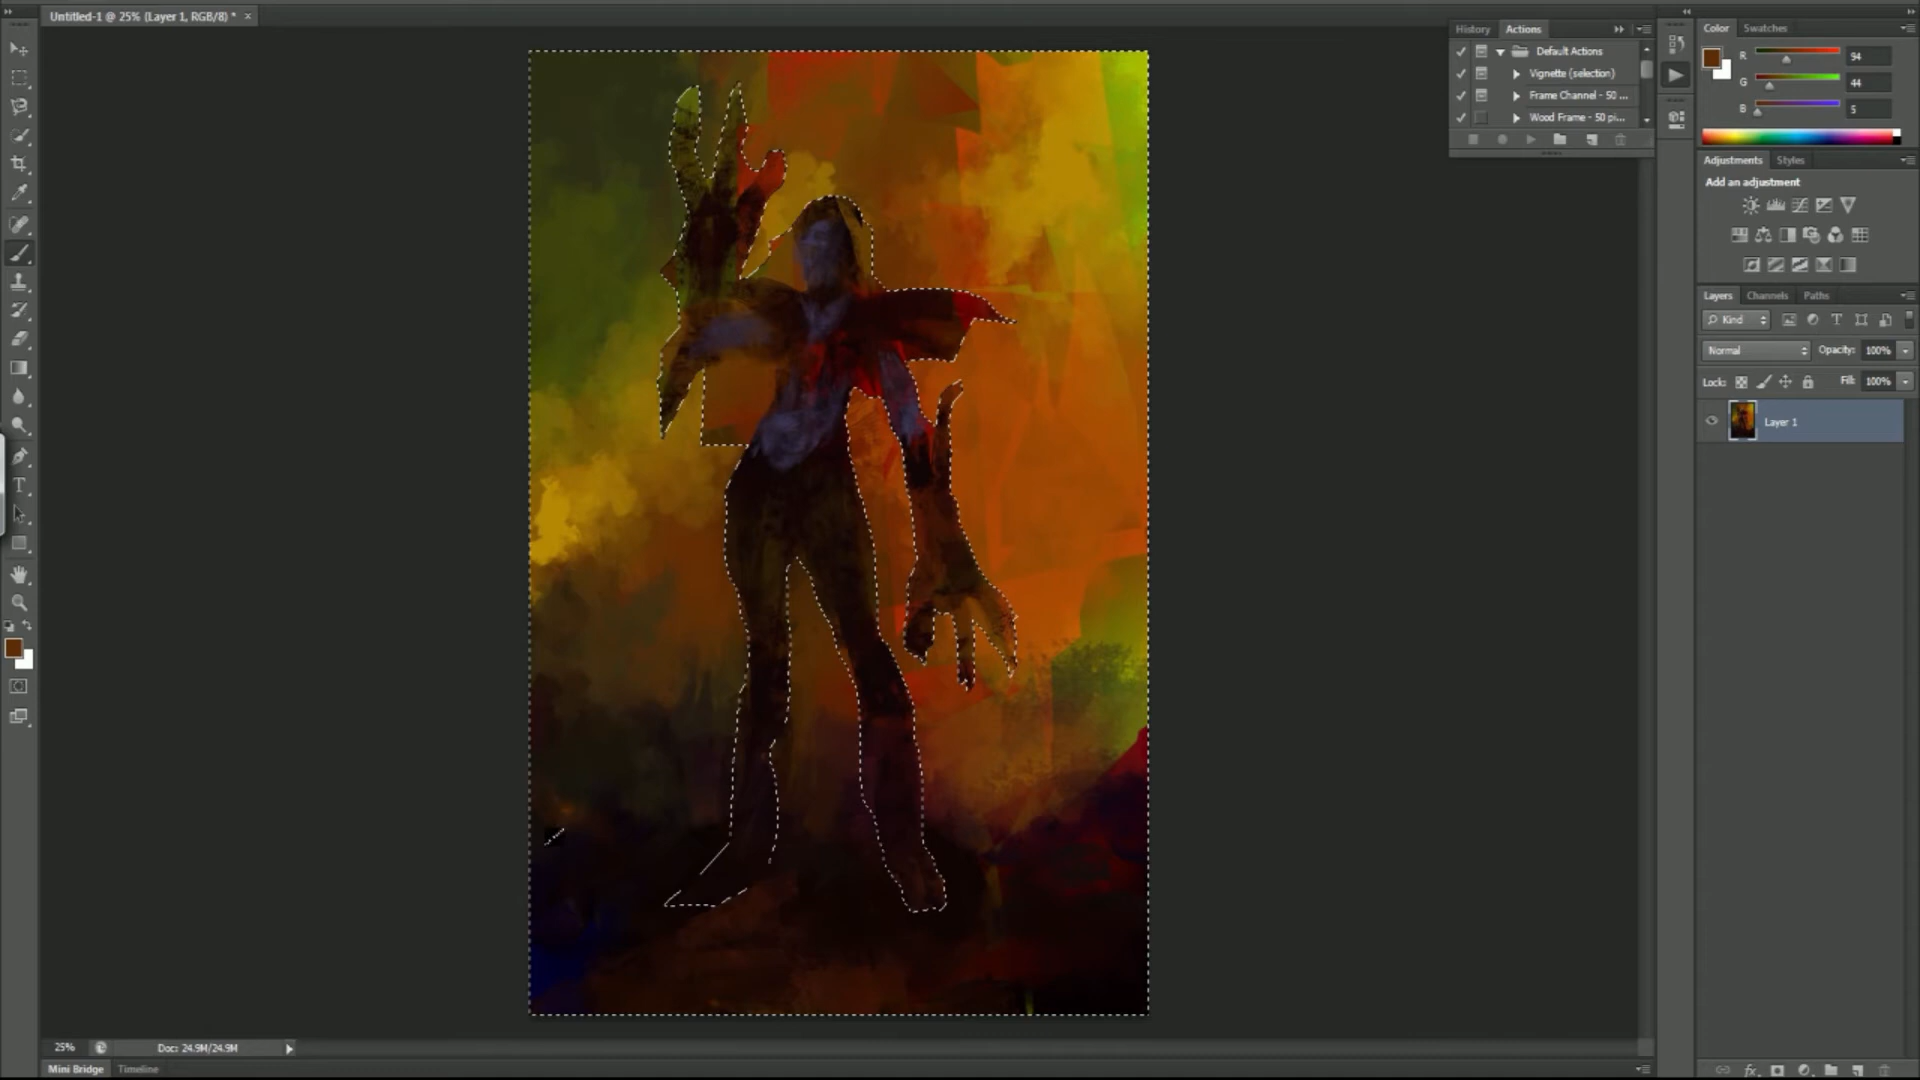 Untitled-1 @ 25% (Layer 1, RGB/8) * ×
History Actions
Default Actions
Vignette (selection)
Frame Channel - 50 ...
Wood Frame - 50 pi...
Color Swatches
R 94
G 44
B 5
Adjustments Styles
Add an adjustment
Layers Channels Paths
Kind
Normal Opacity: 100%
Lock: Fill: 100%
Layer 1
25% Doc: 24.9M/24.9M
Mini Bridge Timeline